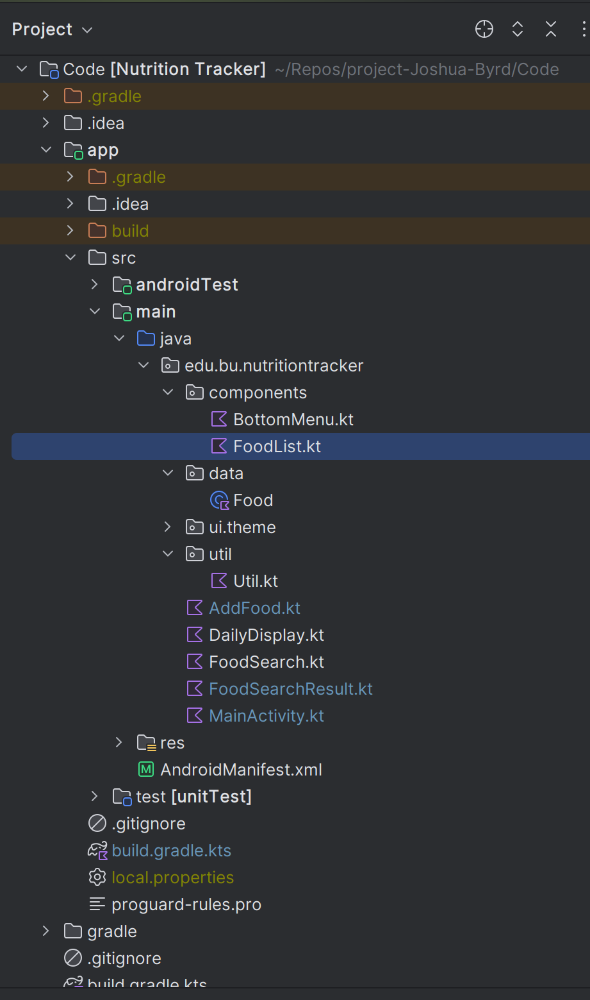 Project
Code [Nutrition Tracker] ~/Repos/project-Joshua-Byrd/Code
.gradle
.idea
app
.gradle
.idea
build
src
androidTest
main
java
edu.bu.nutritiontracker
components
BottomMenu.kt
FoodList.kt
data
Food
ui.theme
util
Util.kt
AddFood.kt
DailyDisplay.kt
FoodSearch.kt
FoodSearchResult.kt
MainActivity.kt
res
AndroidManifest.xml
test [unitTest]
.gitignore
build.gradle.kts
local.properties
proguard-rules.pro
gradle
.gitignore
build.gradle.kts